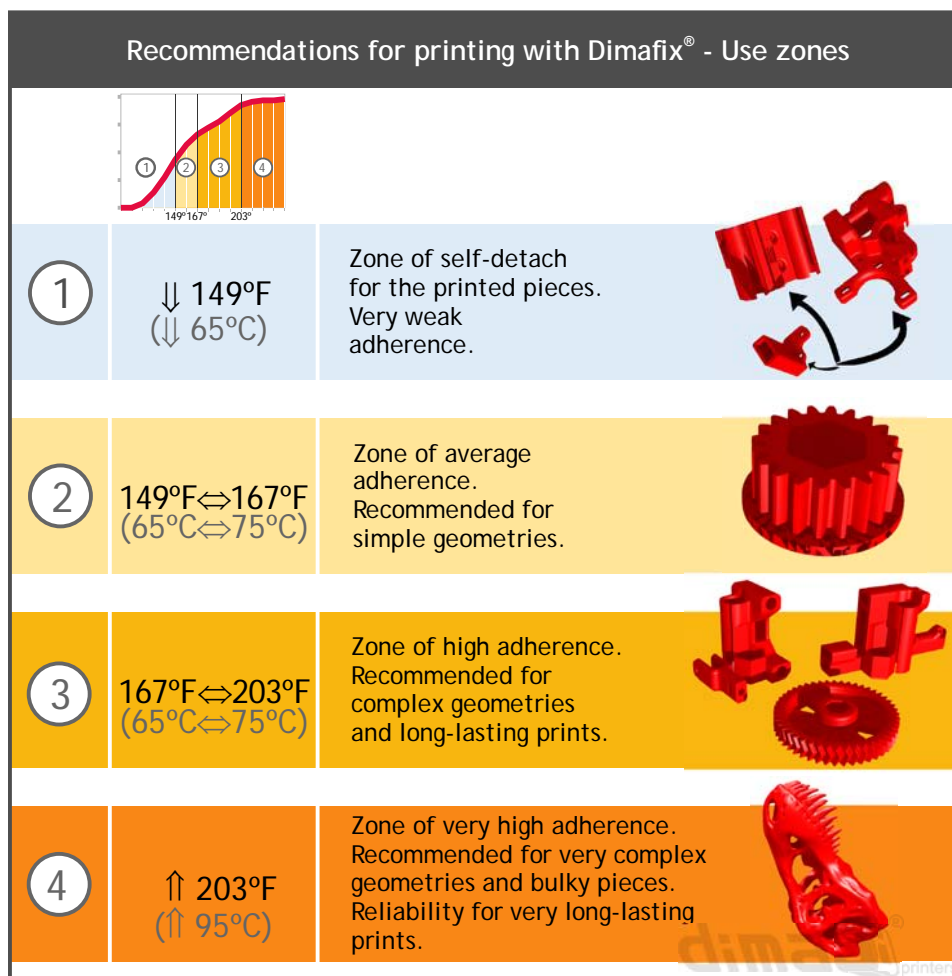 Recommendations for printing with Dimafix® - Use zones
1
2
3
4
149º
167º
203º
1
⇓ 149ºF
(⇓ 65ºC)
Zone of self-detach
for the printed pieces.
Very weak
adherence.
2
149ºF⇔167ºF
(65ºC⇔75ºC)
Zone of average
adherence.
Recommended for
simple geometries.
3
167ºF⇔203ºF
(65ºC⇔75ºC)
Zone of high adherence.
Recommended for
complex geometries
and long-lasting prints.
4
⇑ 203ºF
(⇑ 95ºC)
Zone of very high adherence.
Recommended for very complex
geometries and bulky pieces.
Reliability for very long-lasting
prints.